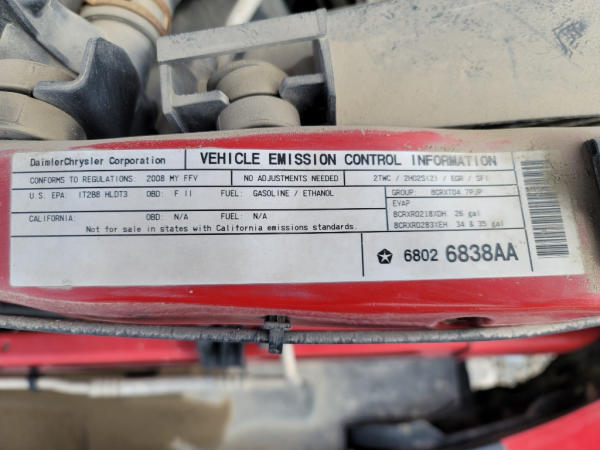 DaimlerChrysler Corporation VEHICLE EMISSION CONTROL INFORMATION
CONFORMS TO REGULATIONS: 2008 MY FFV NO ADJUSTMENTS NEEDED 2TWC / 2HO2S(2) / EGR / SFI
U.S. EPA: IT2B8 HLDT3 OBD: F II FUEL: GASOLINE / ETHANOL GROUP: 8CRXT04.7PJP
EVAP
CALIFORNIA: OBD: N/A FUEL: N/A 8CRXR0218XDH 26 gal
Not for sale in states with California emissions standards. 8CRXR0283XEH 34 & 35 gal
6802 6838AA